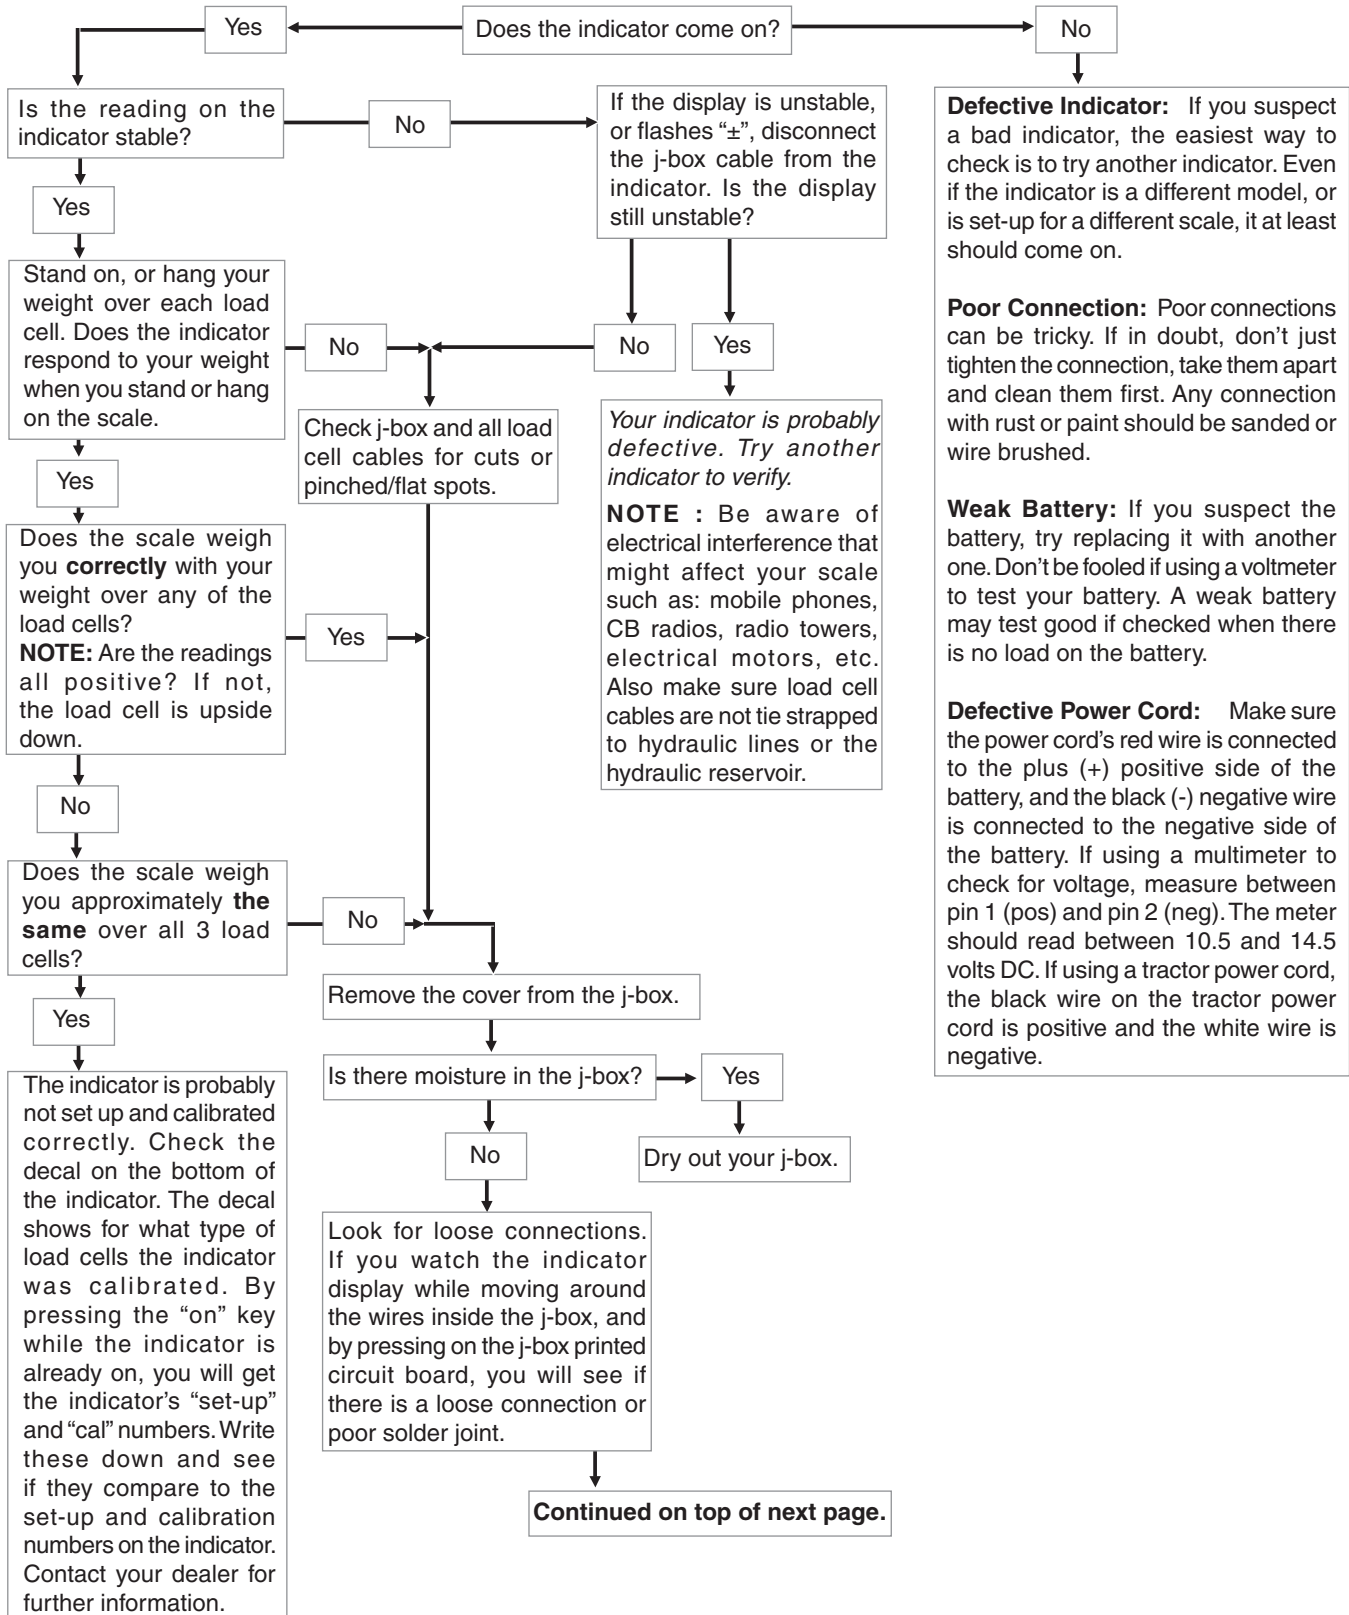 Does the indicator come on?
Yes
No
Is the reading on the
indicator stable?
No
If the display is unstable,
or flashes “±”, disconnect
the j-box cable from the
indicator. Is the display
still unstable?
Yes
Stand on, or hang your
weight over each load
cell. Does the indicator
respond to your weight
when you stand or hang
on the scale.
No
No
Yes
Check j-box and all load
cell cables for cuts or
pinched/flat spots.
Your indicator is probably
defective. Try another
indicator to verify.
NOTE : Be aware of
electrical interference that
might affect your scale
such as: mobile phones,
CB radios, radio towers,
electrical motors, etc.
Also make sure load cell
cables are not tie strapped
to hydraulic lines or the
hydraulic reservoir.
Yes
Does the scale weigh
you correctly with your
weight over any of the
load cells?
NOTE: Are the readings
all positive? If not,
the load cell is upside
down.
Yes
No
Does the scale weigh
you approximately the
same over all 3 load
cells?
No
Yes
The indicator is probably
not set up and calibrated
correctly. Check the
decal on the bottom of
the indicator. The decal
shows for what type of
load cells the indicator
was calibrated. By
pressing the “on” key
while the indicator is
already on, you will get
the indicator’s “set-up”
and “cal” numbers. Write
these down and see
if they compare to the
set-up and calibration
numbers on the indicator.
Contact your dealer for
further information.
Remove the cover from the j-box.
Is there moisture in the j-box?
Yes
No
Dry out your j-box.
Look for loose connections.
If you watch the indicator
display while moving around
the wires inside the j-box, and
by pressing on the j-box printed
circuit board, you will see if
there is a loose connection or
poor solder joint.
Continued on top of next page.
Defective Indicator: If you suspect
a bad indicator, the easiest way to
check is to try another indicator. Even
if the indicator is a different model, or
is set-up for a different scale, it at least
should come on.
Poor Connection: Poor connections
can be tricky. If in doubt, don’t just
tighten the connection, take them apart
and clean them first. Any connection
with rust or paint should be sanded or
wire brushed.
Weak Battery: If you suspect the
battery, try replacing it with another
one. Don’t be fooled if using a voltmeter
to test your battery. A weak battery
may test good if checked when there
is no load on the battery.
Defective Power Cord: Make sure
the power cord’s red wire is connected
to the plus (+) positive side of the
battery, and the black (-) negative wire
is connected to the negative side of
the battery. If using a multimeter to
check for voltage, measure between
pin 1 (pos) and pin 2 (neg). The meter
should read between 10.5 and 14.5
volts DC. If using a tractor power cord,
the black wire on the tractor power
cord is positive and the white wire is
negative.